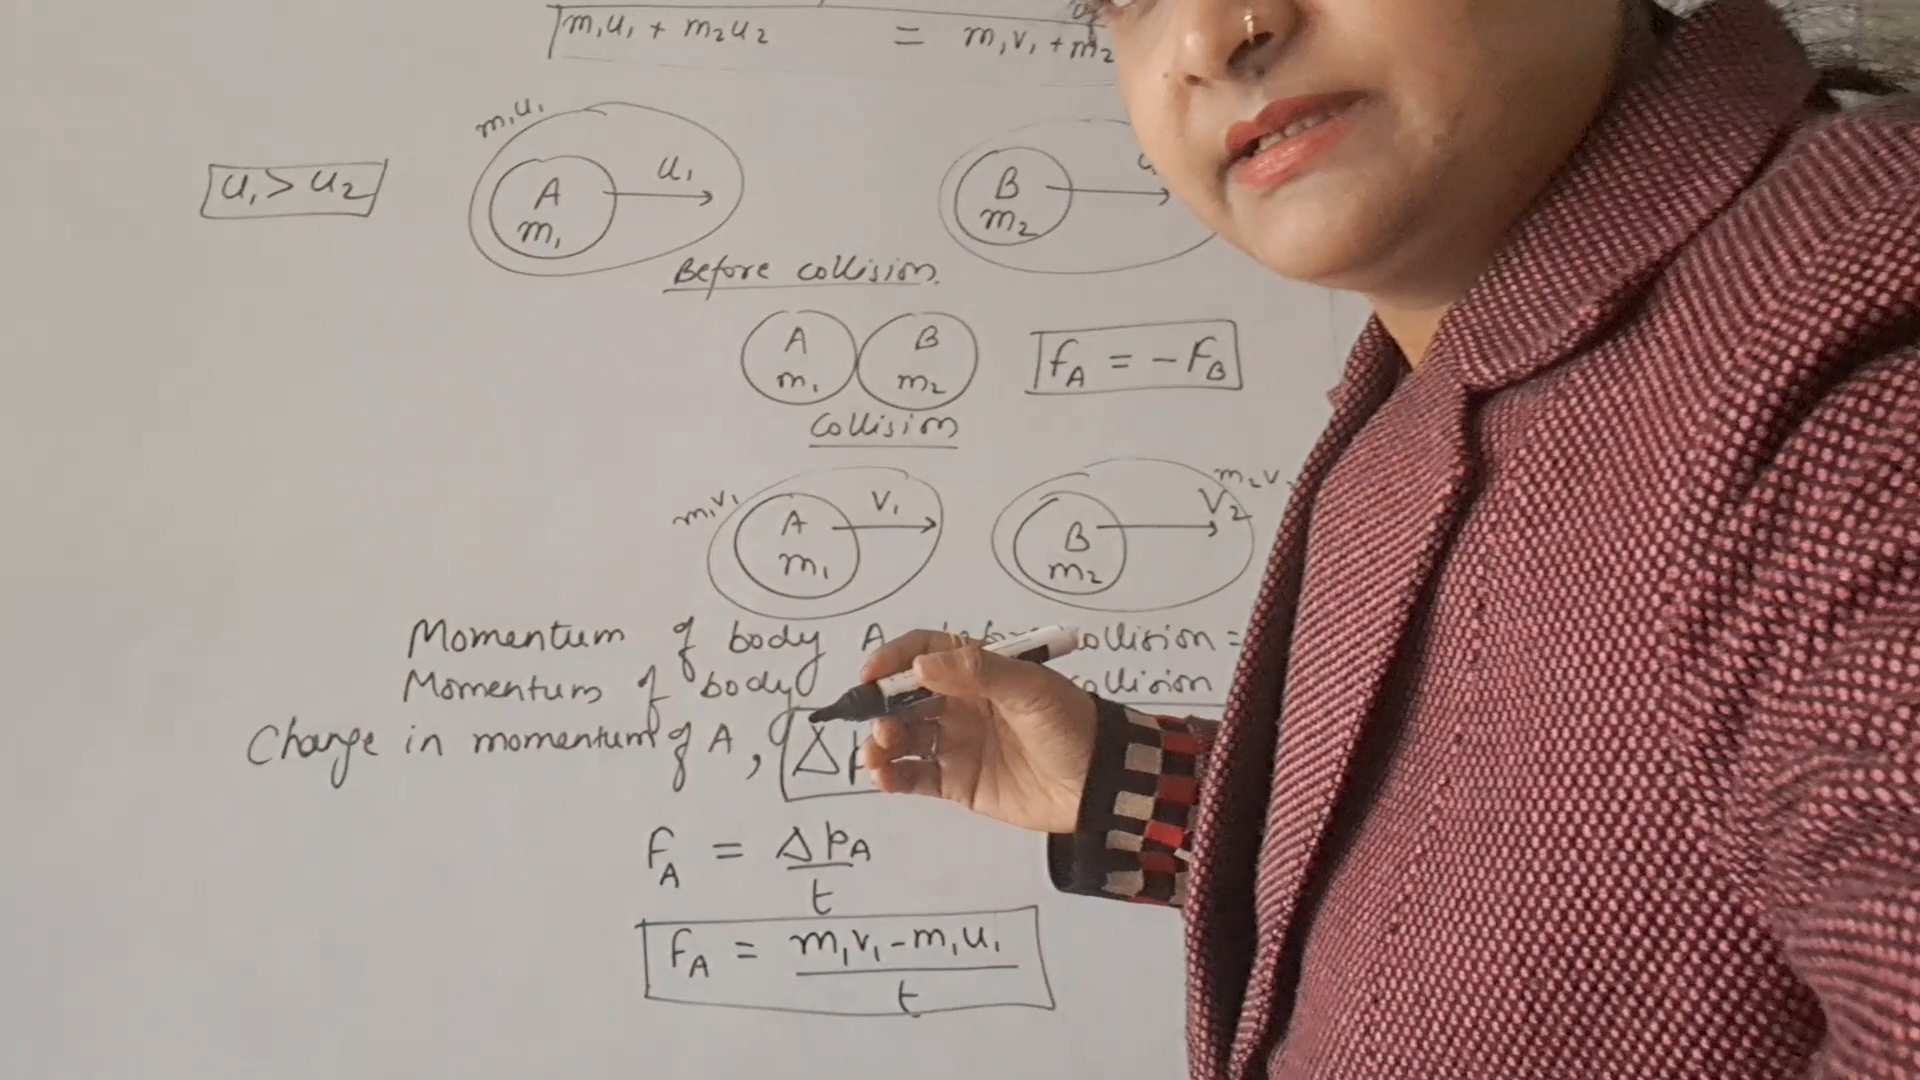 m₁u₁ + m₂u₂ = m₁v₁ + m₂
m₁u₁
u₁ > u₂
A u₁
m₁
B
m₂
Before collision.
A B
m₁ m₂
F_A = -F_B
Collision
m₁v₁
A v₁
m₁
m₂v
B V₂
m₂
Momentum of body A collision =
Momentum of body collision
Change in momentum of A, Δ
F_A = Δp_A / t
F_A = m₁v₁ - m₁u₁ / t